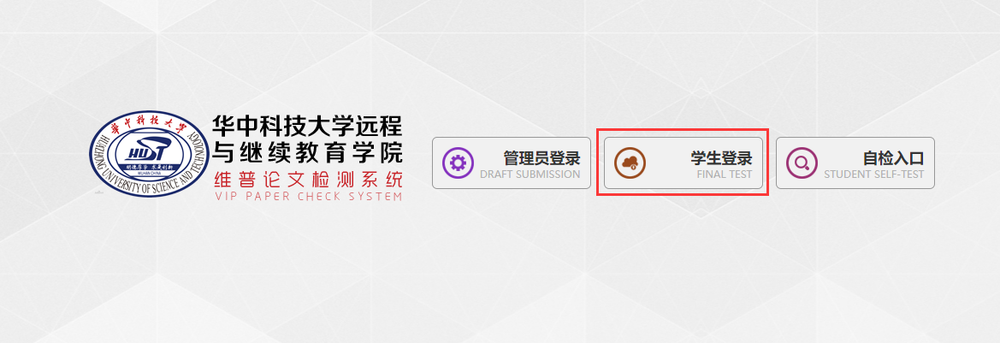 华中科技大学
HUAZHONG UNIVERSITY OF SCIENCE AND TECHNOLOGY
HUST
WUHAN CHINA
华中科技大学远程
与继续教育学院
维普论文检测系统
VIP PAPER CHECK SYSTEM
管理员登录
DRAFT SUBMISSION
学生登录
FINAL TEST
自检入口
STUDENT SELF-TEST